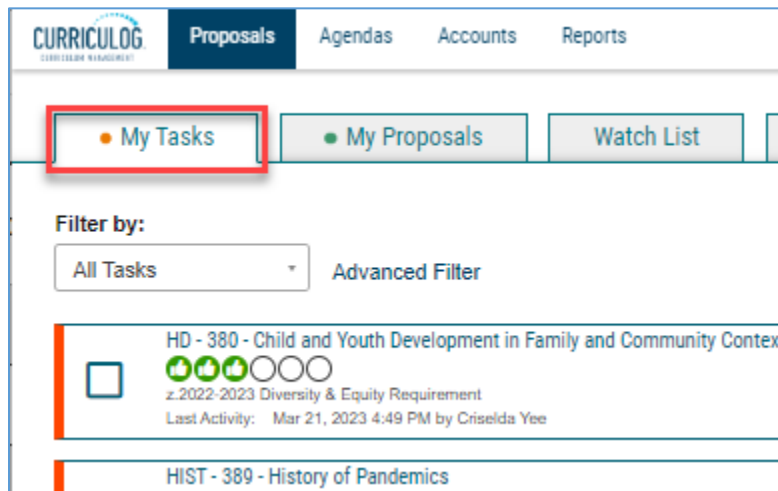 CURRICULOG
CURRICULUM MANAGEMENT
Proposals Agendas Accounts Reports
My Tasks My Proposals Watch List
Filter by:
All Tasks Advanced Filter
HD - 380 - Child and Youth Development in Family and Community Contex
z.2022-2023 Diversity & Equity Requirement
Last Activity: Mar 21, 2023 4:49 PM by Criselda Yee
HIST - 389 - History of Pandemics